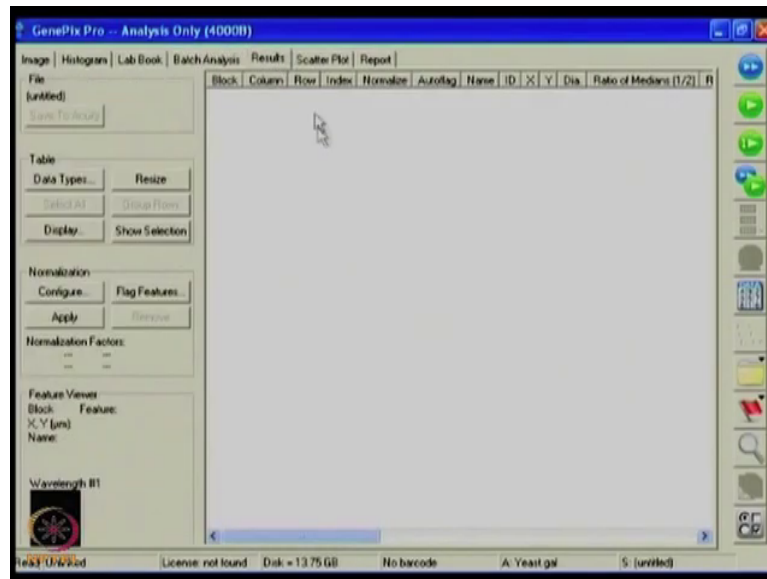 GenePix Pro -- Analysis Only (4000B)
Image Histogram Lab Book Batch Analysis Results Scatter Plot Report
File
(untitled)
Save To Acuity
Block Column Row Index Normalize Autoflag Name ID X Y Dia. Ratio of Medians (1/2) R
Table
Data Types... Resize
Select All Group Rows
Display... Show Selection
Normalization
Configure... Flag Features...
Apply Remove
Normalization Factors:
Feature Viewer
Block Feature:
X, Y (µm)
Name:
Wavelength #1
License: not found Disk = 13.75 GB No barcode A: Yeast.gal S: (untitled)